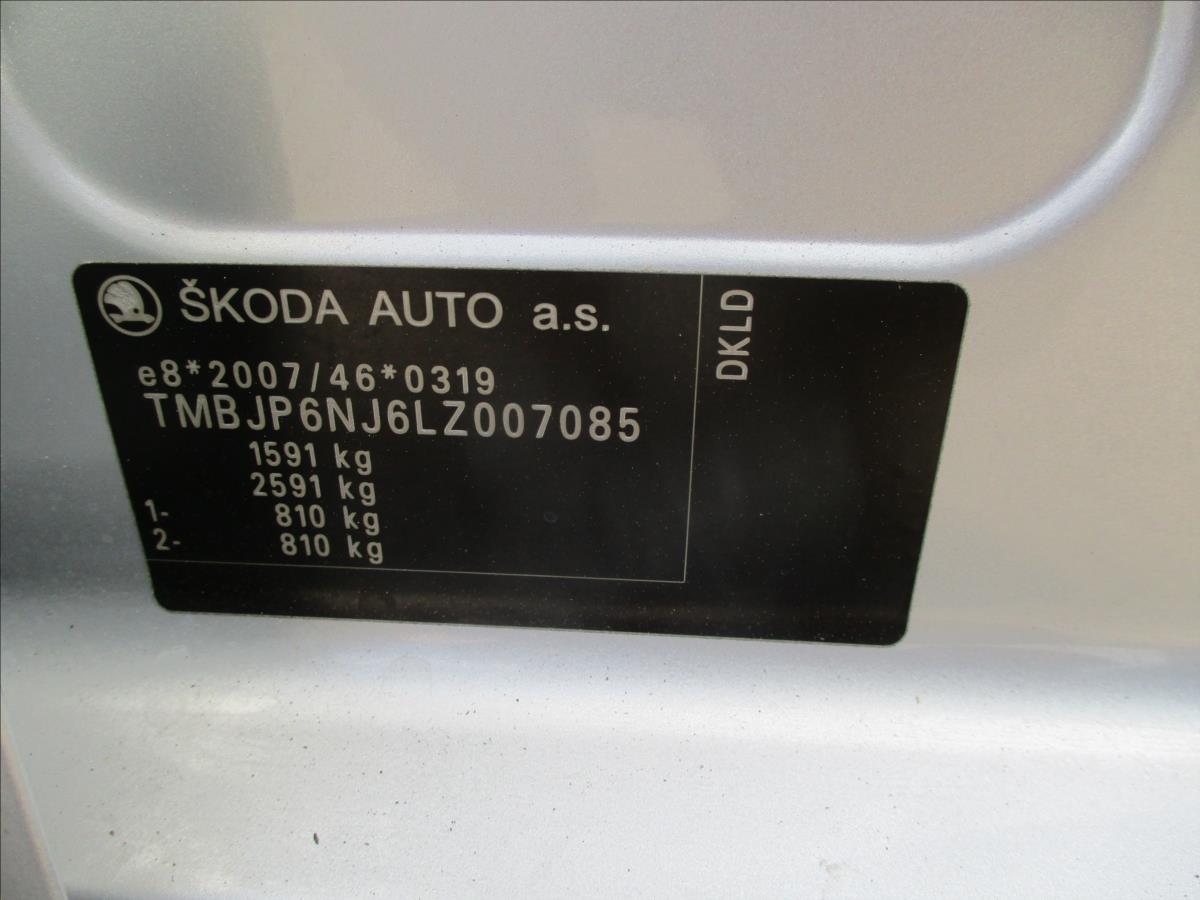 ŠKODA AUTO a.s.
e8*2007/46*0319
TMBJP6NJ6LZ007085
1591 kg
2591 kg
1- 810 kg
2- 810 kg
DKLD